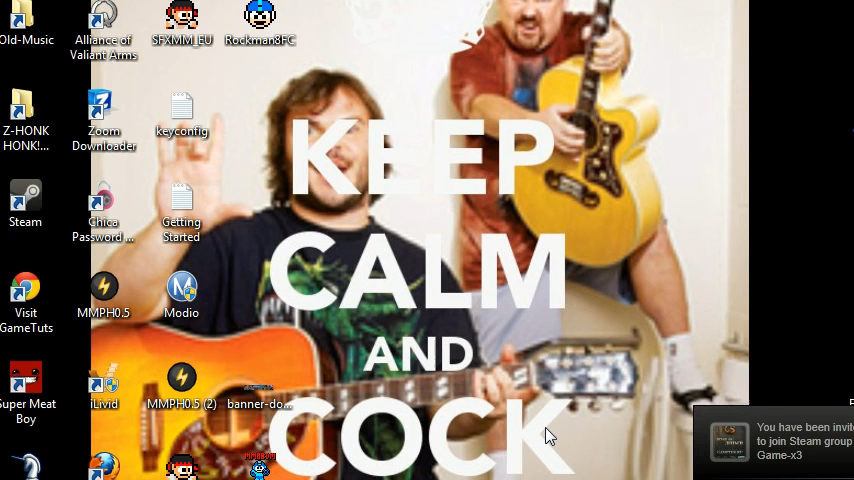 Old-Music
Alliance of
Valiant Arms
SFXMM_EU
Rockman8FC
Z-HONK
HONK!...
Zoom
Downloader
keyconfig
Steam
Chica
Password ...
Getting
Started
Visit
GameTuts
MMPH0.5
Modio
Super Meat
Boy
iLivid
MMPH0.5 (2)
banner-do...
KEEP
CALM
AND
COCK
You have been invite
to join Steam group
Game-x3